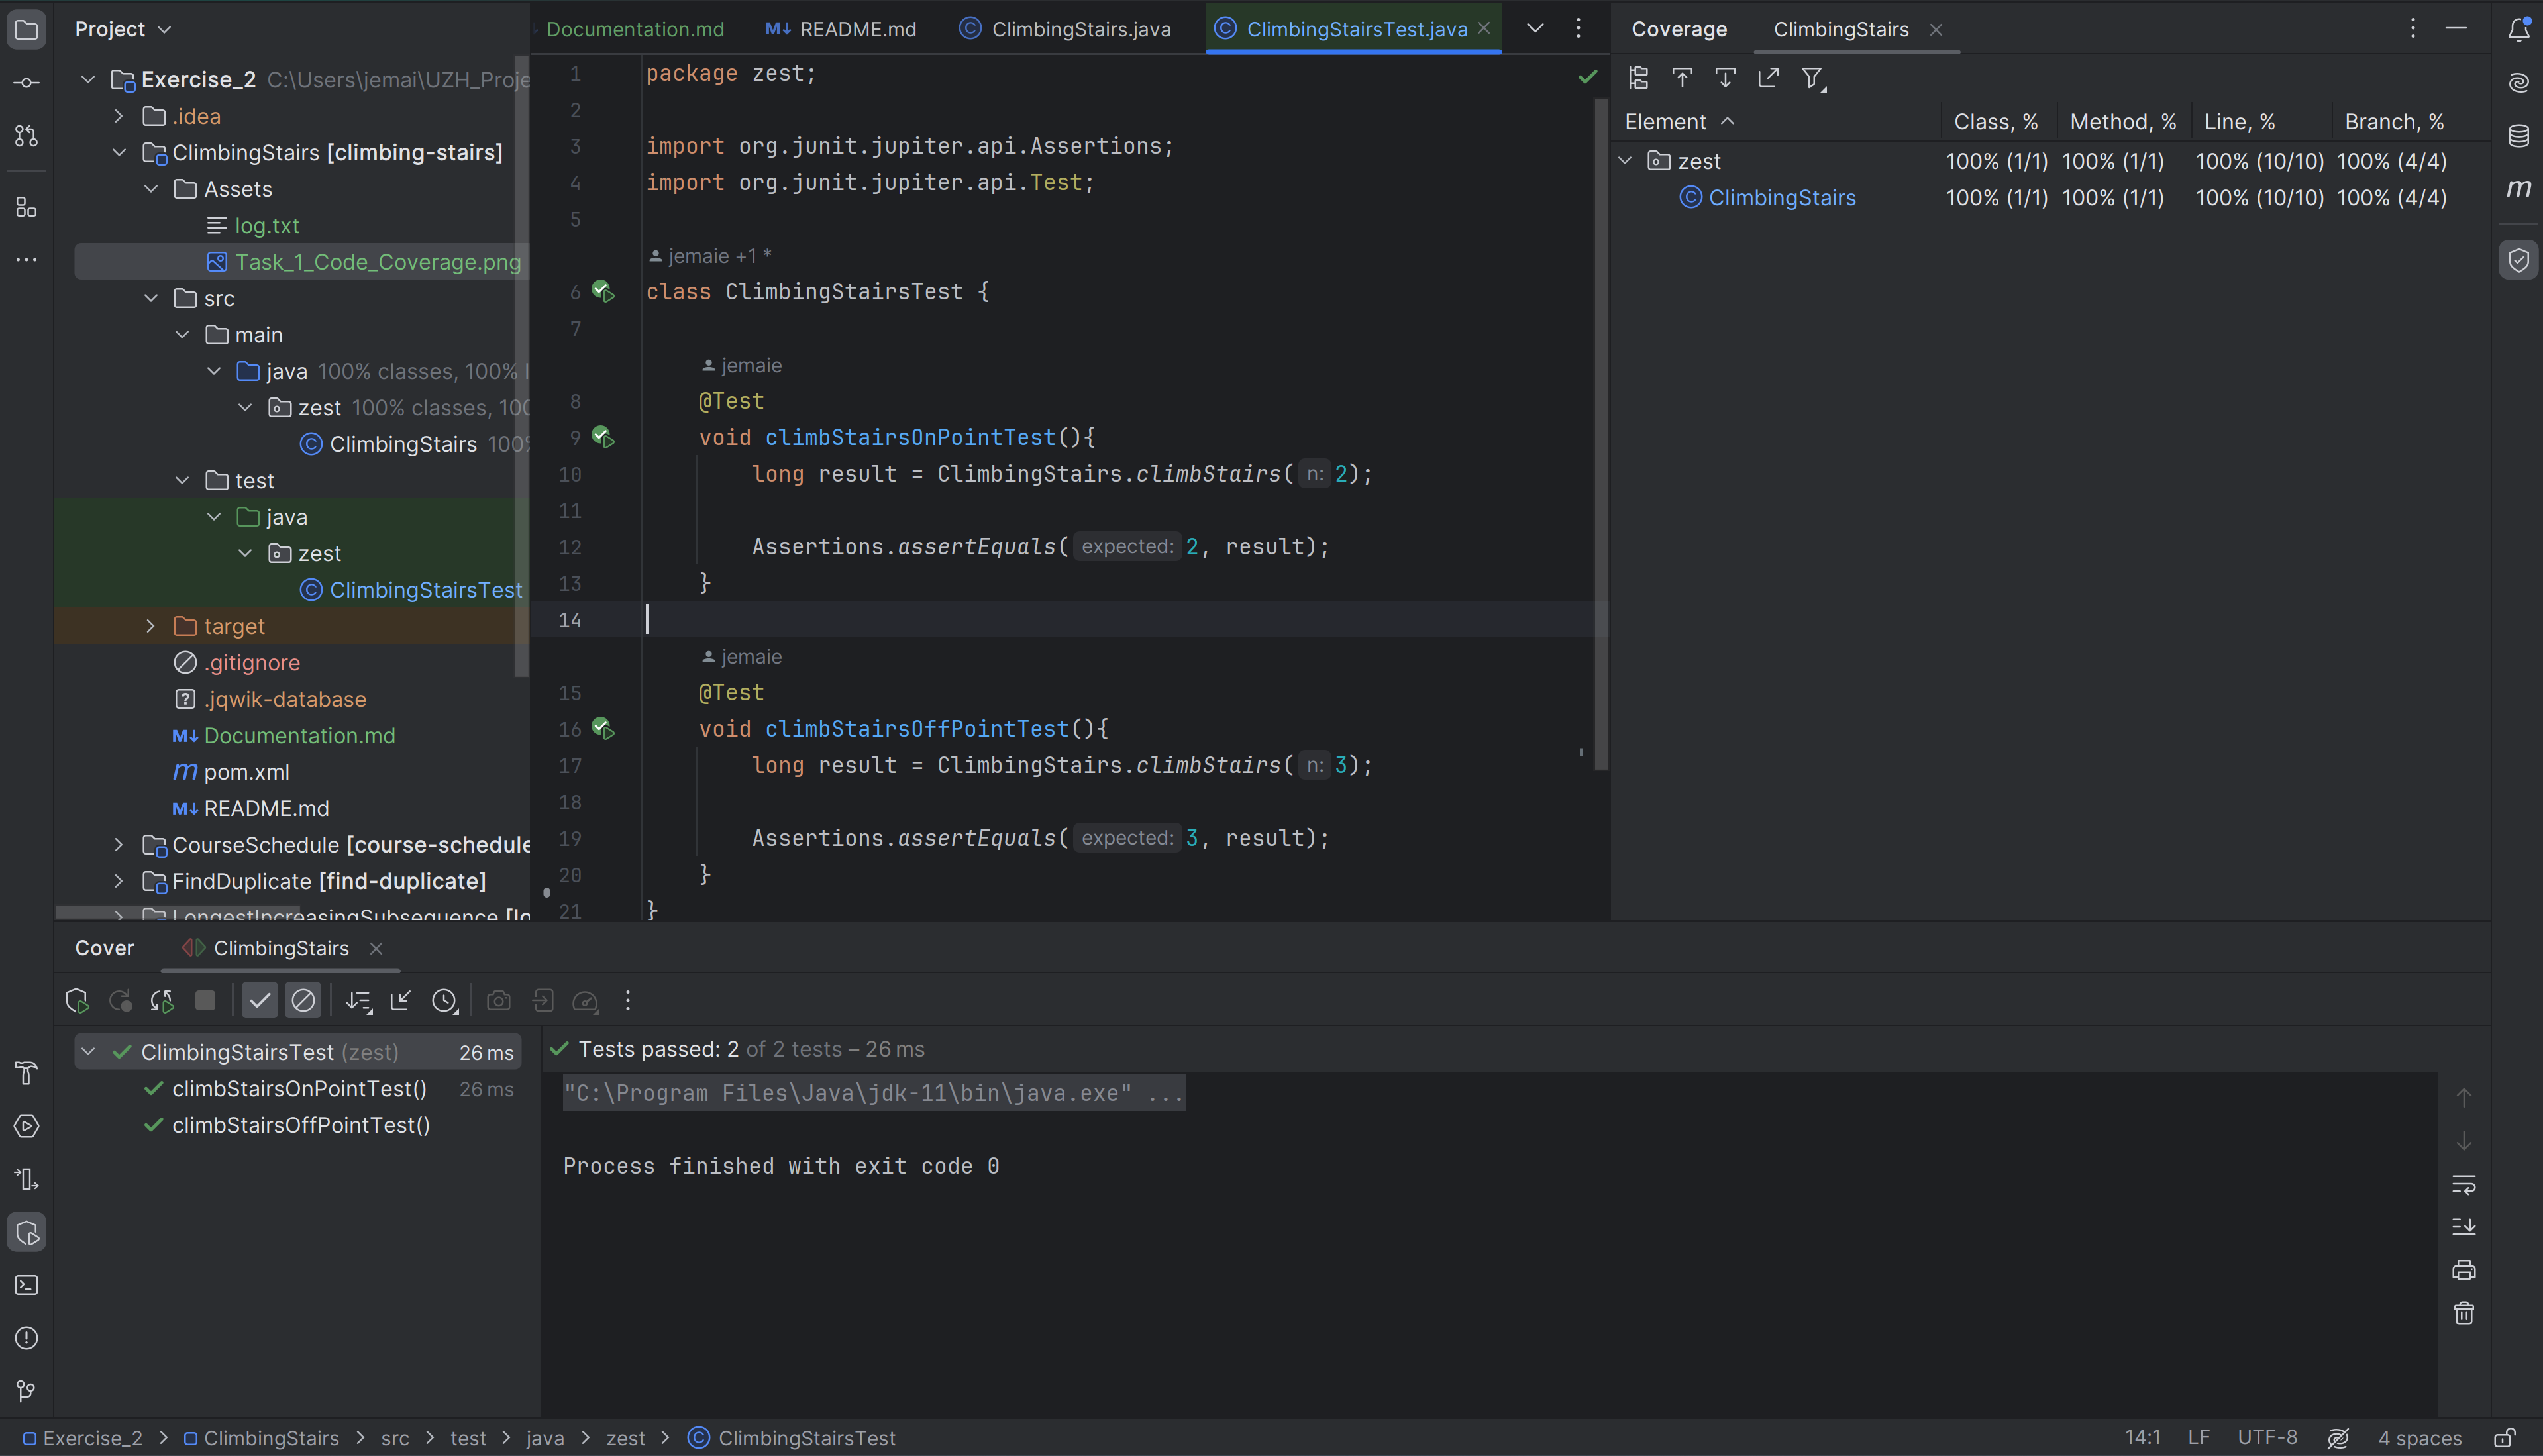 Project
Exercise_2 C:\Users\jemai\UZH_Proje
.idea
ClimbingStairs [climbing-stairs]
Assets
log.txt
Task_1_Code_Coverage.png
src
main
java 100% classes, 100% l
zest 100% classes, 100
ClimbingStairs 100%
test
java
zest
ClimbingStairsTest
target
.gitignore
.jqwik-database
Documentation.md
pom.xml
README.md
CourseSchedule [course-schedule
FindDuplicate [find-duplicate]
LongestIncreasingSubsequence [lo
Documentation.md README.md ClimbingStairs.java ClimbingStairsTest.java
1 package zest;
2
3 import org.junit.jupiter.api.Assertions;
4 import org.junit.jupiter.api.Test;
5
jemaie +1 *
6 class ClimbingStairsTest {
7
jemaie
8 @Test
9 void climbStairsOnPointTest(){
10 long result = ClimbingStairs.climbStairs( n: 2);
11
12 Assertions.assertEquals( expected: 2, result);
13 }
14
jemaie
15 @Test
16 void climbStairsOffPointTest(){
17 long result = ClimbingStairs.climbStairs( n: 3);
18
19 Assertions.assertEquals( expected: 3, result);
20 }
21 }
Coverage ClimbingStairs
Element Class, % Method, % Line, % Branch, %
zest 100% (1/1) 100% (1/1) 100% (10/10) 100% (4/4)
ClimbingStairs 100% (1/1) 100% (1/1) 100% (10/10) 100% (4/4)
Cover ClimbingStairs
ClimbingStairsTest (zest) 26 ms
climbStairsOnPointTest() 26 ms
climbStairsOffPointTest()
Tests passed: 2 of 2 tests – 26 ms
"C:\Program Files\Java\jdk-11\bin\java.exe" ...
Process finished with exit code 0
Exercise_2 > ClimbingStairs > src > test > java > zest > ClimbingStairsTest
14:1 LF UTF-8 4 spaces